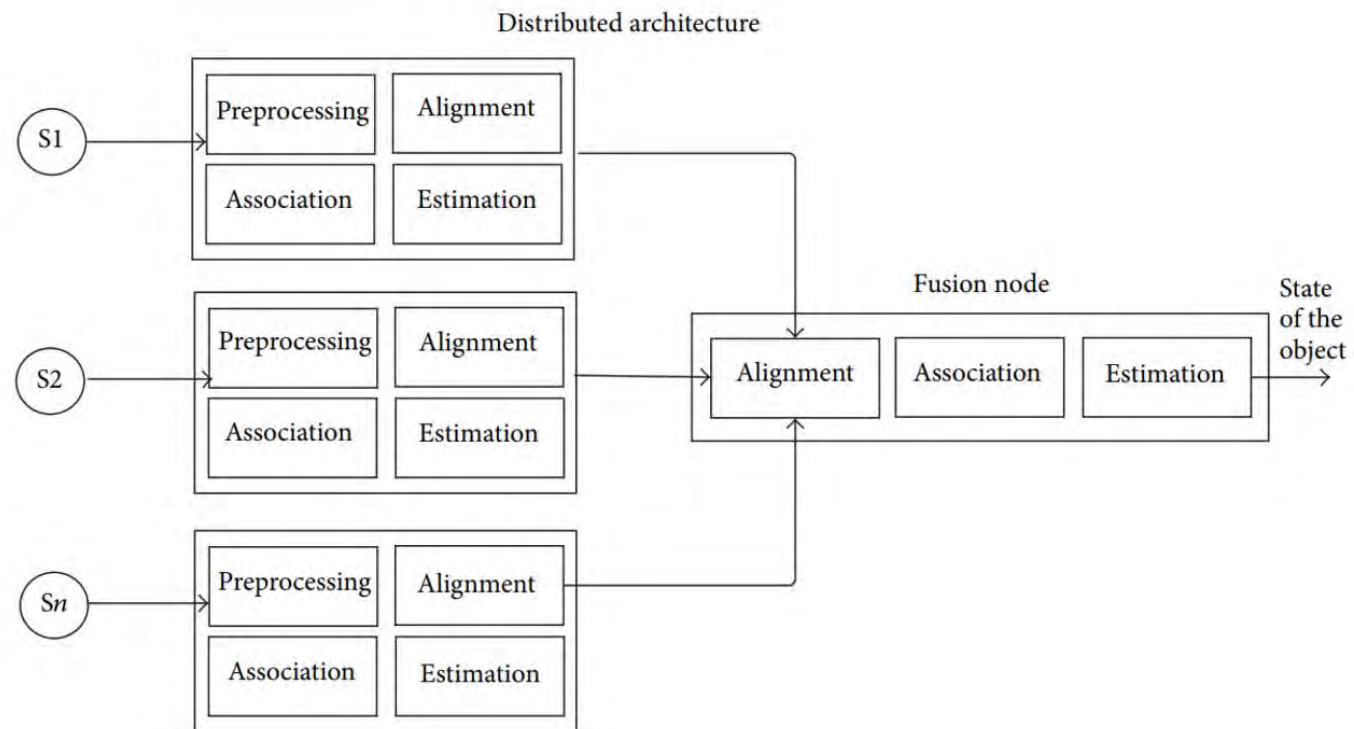 Distributed architecture
S1
Preprocessing
Alignment
Association
Estimation
S2
Preprocessing
Alignment
Association
Estimation
Sn
Preprocessing
Alignment
Association
Estimation
Fusion node
Alignment
Association
Estimation
State
of the
object